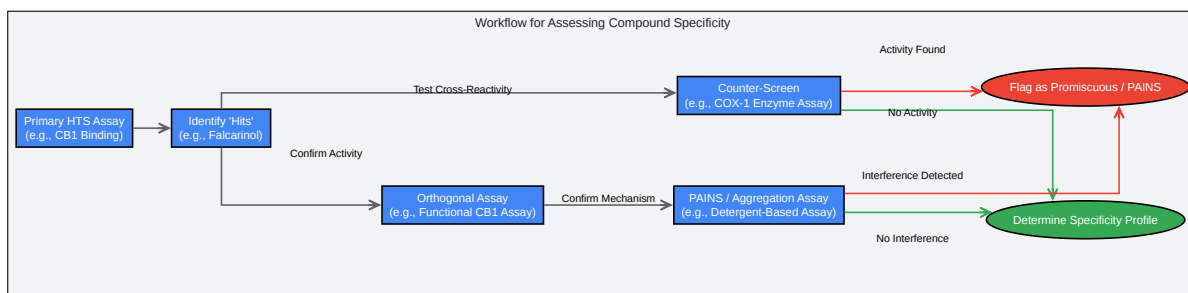 Workflow for Assessing Compound Specificity
Activity Found
Test Cross-Reactivity
Counter-Screen
(e.g., COX-1 Enzyme Assay)
Flag as Promiscuous / PAINS
Primary HTS Assay
(e.g., CB1 Binding)
Identify 'Hits'
(e.g., Falcarinol)
No Activity
Confirm Activity
Interference Detected
Orthogonal Assay
(e.g., Functional CB1 Assay)
Confirm Mechanism
PAINS / Aggregation Assay
(e.g., Detergent-Based Assay)
Determine Specificity Profile
No Interference